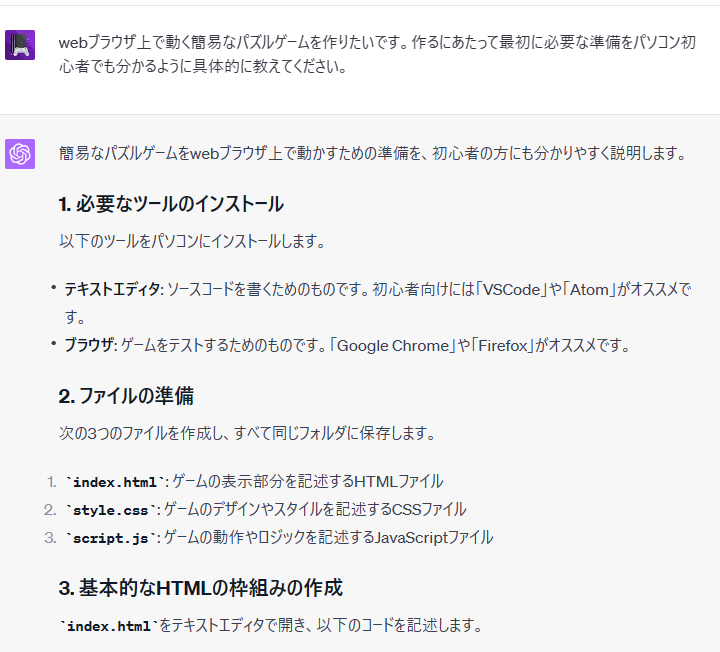 webブラウザ上で動く簡易なパズルゲームを作りたいです。作るにあたって最初に必要な準備をパソコン初
心者でも分かるように具体的に教えてください。
簡易なパズルゲームをwebブラウザ上で動かすための準備を、初心者の方にも分かりやすく説明します。
1. 必要なツールのインストール
以下のツールをパソコンにインストールします。
• テキストエディタ: ソースコードを書くためのものです。初心者向けには「VSCode」や「Atom」がオススメで
す。
• ブラウザ: ゲームをテストするためのものです。「Google Chrome」や「Firefox」がオススメです。
2. ファイルの準備
次の3つのファイルを作成し、すべて同じフォルダに保存します。
1. `index.html`: ゲームの表示部分を記述するHTMLファイル
2. `style.css`: ゲームのデザインやスタイルを記述するCSSファイル
3. `script.js`: ゲームの動作やロジックを記述するJavaScriptファイル
3. 基本的なHTMLの枠組みの作成
`index.html`をテキストエディタで開き、以下のコードを記述します。